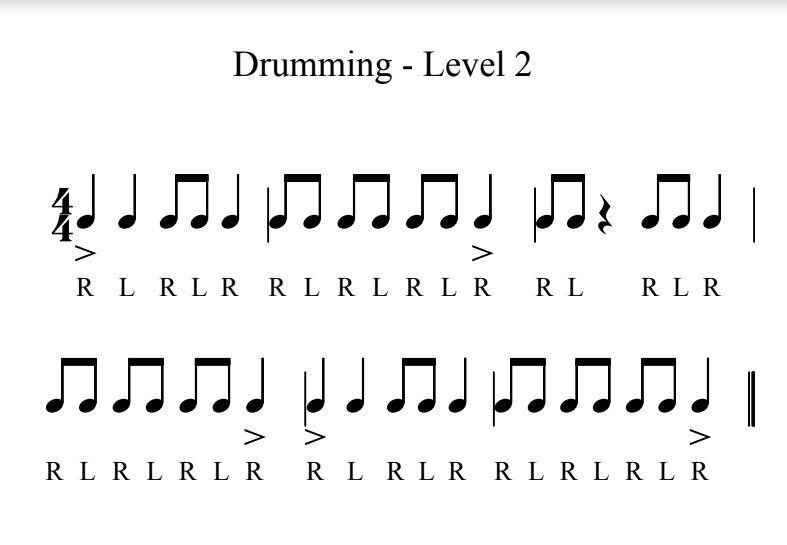 Drumming - Level 2
4
4
> >
R L R L R R L R L R L R R L R L R
> > >
R L R L R L R R L R L R R L R L R L R